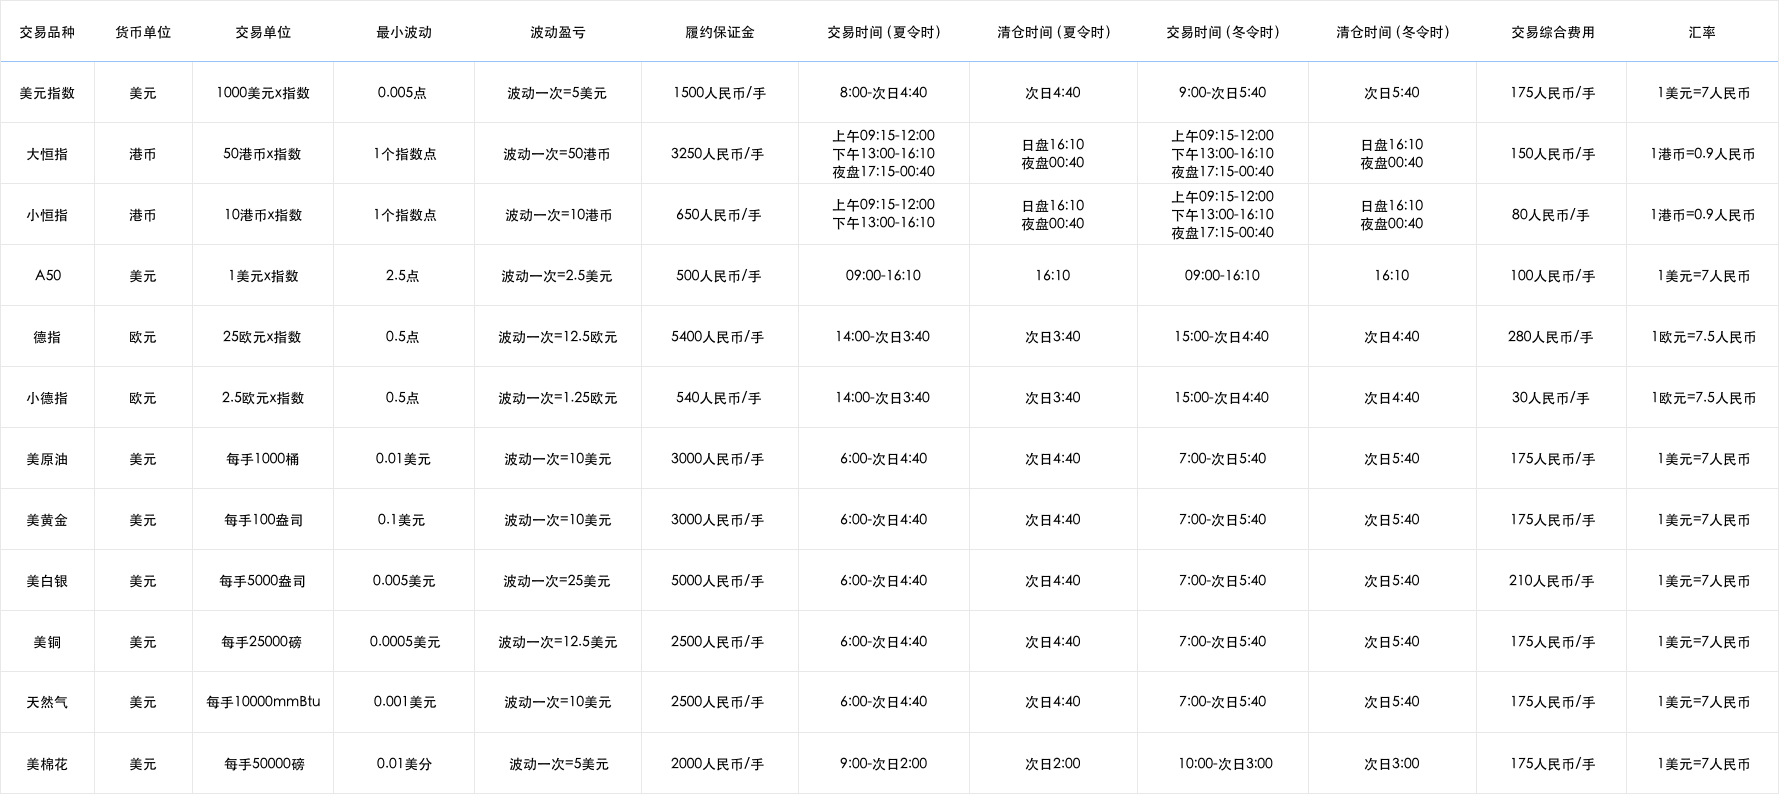 交易品种 货币单位 交易单位 最小波动 波动盈亏 履约保证金 交易时间 (夏令时) 清仓时间 (夏令时) 交易时间 (冬令时) 清仓时间 (冬令时) 交易综合费用 汇率
美元指数 美元 1000美元x指数 0.005点 波动一次=5美元 1500人民币/手 8:00-次日4:40 次日4:40 9:00-次日5:40 次日5:40 175人民币/手 1美元=7人民币
上午09:15-12:00 上午09:15-12:00
日盘16:10 日盘16:10
大恒指 港币 50港币x指数 1个指数点 波动一次=50港币 3250人民币/手 下午13:00-16:10 下午13:00-16:10 150人民币/手 1港币=0.9人民币
夜盘00:40 夜盘00:40
夜盘17:15-00:40 夜盘17:15-00:40
上午09:15-12:00 日盘16:10 上午09:15-12:00 日盘16:10
小恒指 港币 10港币x指数 1个指数点 波动一次=10港币 650人民币/手 下午13:00-16:10 80人民币/手 1港币=0.9人民币
下午13:00-16:10 夜盘00:40 夜盘17:15-00:40 夜盘00:40
A50 美元 1美元x指数 2.5点 波动一次=2.5美元 500人民币/手 09:00-16:10 16:10 09:00-16:10 16:10 100人民币/手 1美元=7人民币
德指 欧元 25欧元x指数 0.5点 波动一次=12.5欧元 5400人民币/手 14:00-次日3:40 次日3:40 15:00-次日4:40 次日4:40 280人民币/手 1欧元=7.5人民币
小德指 欧元 2.5欧元x指数 0.5点 波动一次=1.25欧元 540人民币/手 14:00-次日3:40 次日3:40 15:00-次日4:40 次日4:40 30人民币/手 1欧元=7.5人民币
美原油 美元 每手1000桶 0.01美元 波动一次=10美元 3000人民币/手 6:00-次日4:40 次日4:40 7:00-次日5:40 次日5:40 175人民币/手 1美元=7人民币
美黄金 美元 每手100盎司 0.1美元 波动一次=10美元 3000人民币/手 6:00-次日4:40 次日4:40 7:00-次日5:40 次日5:40 175人民币/手 1美元=7人民币
美白银 美元 每手5000盎司 0.005美元 波动一次=25美元 5000人民币/手 6:00-次日4:40 次日4:40 7:00-次日5:40 次日5:40 210人民币/手 1美元=7人民币
美铜 美元 每手25000磅 0.0005美元 波动一次=12.5美元 2500人民币/手 6:00-次日4:40 次日4:40 7:00-次日5:40 次日5:40 175人民币/手 1美元=7人民币
天然气 美元 每手10000mmBtu 0.001美元 波动一次=10美元 2500人民币/手 6:00-次日4:40 次日4:40 7:00-次日5:40 次日5:40 175人民币/手 1美元=7人民币
美棉花 美元 每手50000磅 0.01美分 波动一次=5美元 2000人民币/手 9:00-次日2:00 次日2:00 10:00-次日3:00 次日3:00 175人民币/手 1美元=7人民币